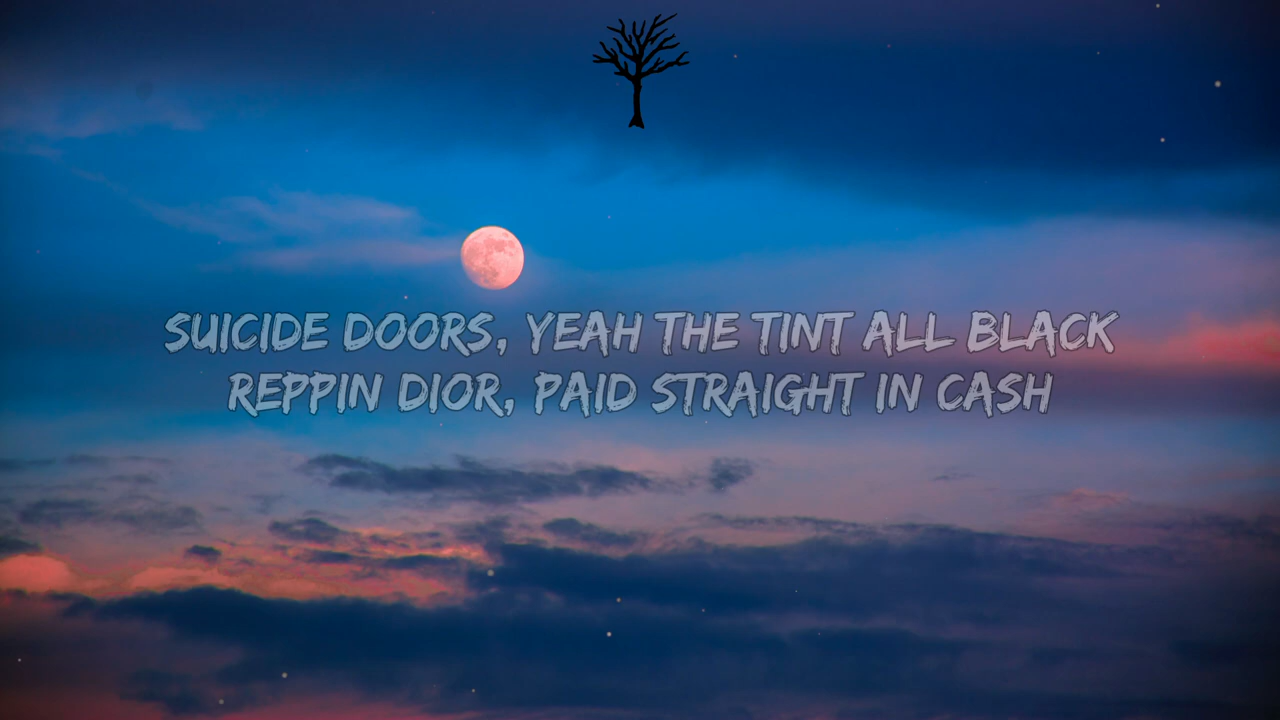 SUICIDE DOORS, YEAH THE TINT ALL BLACK
REPPIN DIOR, PAID STRAIGHT IN CASH